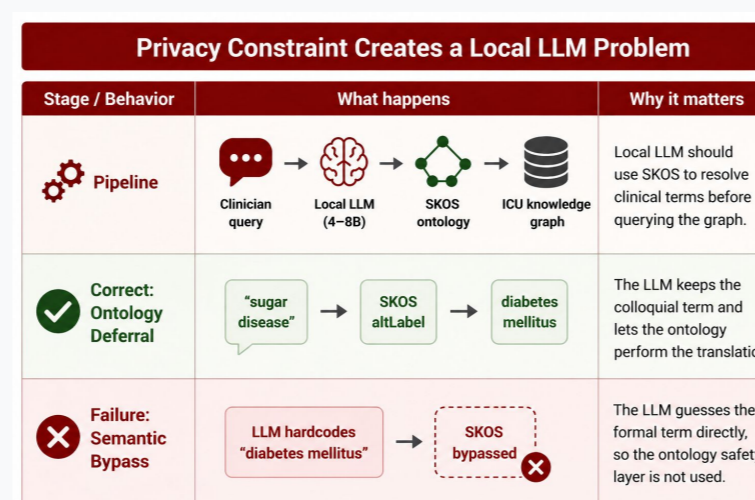 Privacy Constraint Creates a Local LLM Problem
Stage / Behavior
What happens
Why it matters
Pipeline
Clinician
query
Local LLM
(4–8B)
SKOS
ontology
ICU knowledge
graph
Local LLM should
use SKOS to resolve
clinical terms before
querying the graph.
Correct:
Ontology
Deferral
“sugar
disease”
SKOS
altLabel
diabetes
mellitus
The LLM keeps the
colloquial term and
lets the ontology
perform the
Failure:
Semantic
Bypass
LLM hardcodes
“diabetes mellitus”
SKOS
bypassed
The LLM guesses the
formal term directly,
so the ontology
layer is not used.